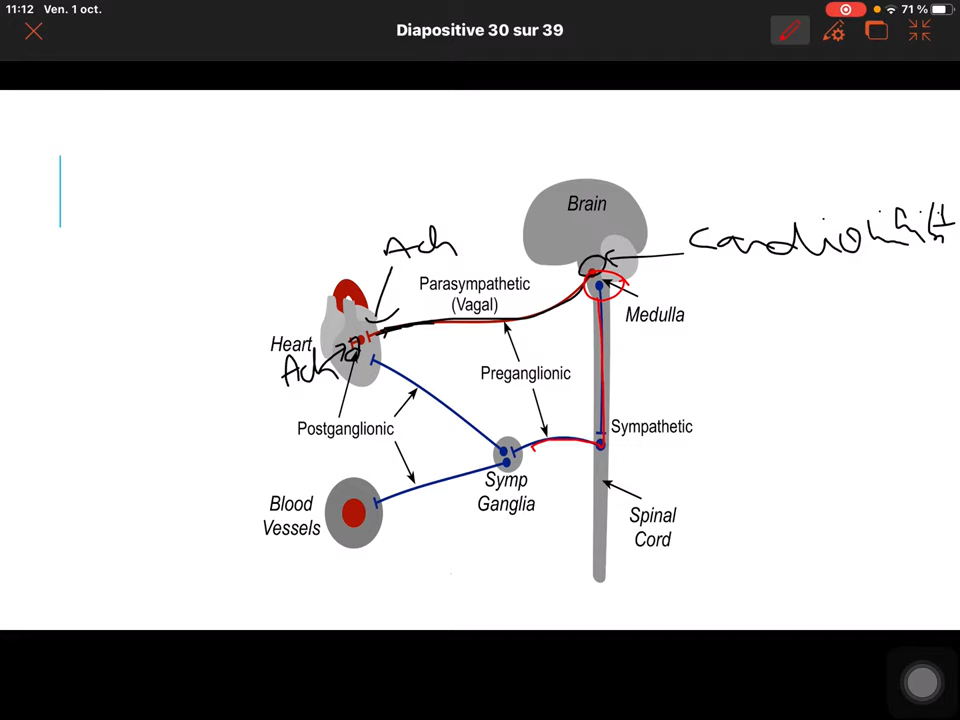 11:12 Ven. 1 oct.
71 %
Diapositive 30 sur 39
Brain
Ach
Parasympathetic
(Vagal)
Medulla
Heart
Ach
Preganglionic
Postganglionic
Sympathetic
Symp
Ganglia
Blood
Vessels
Spinal
Cord